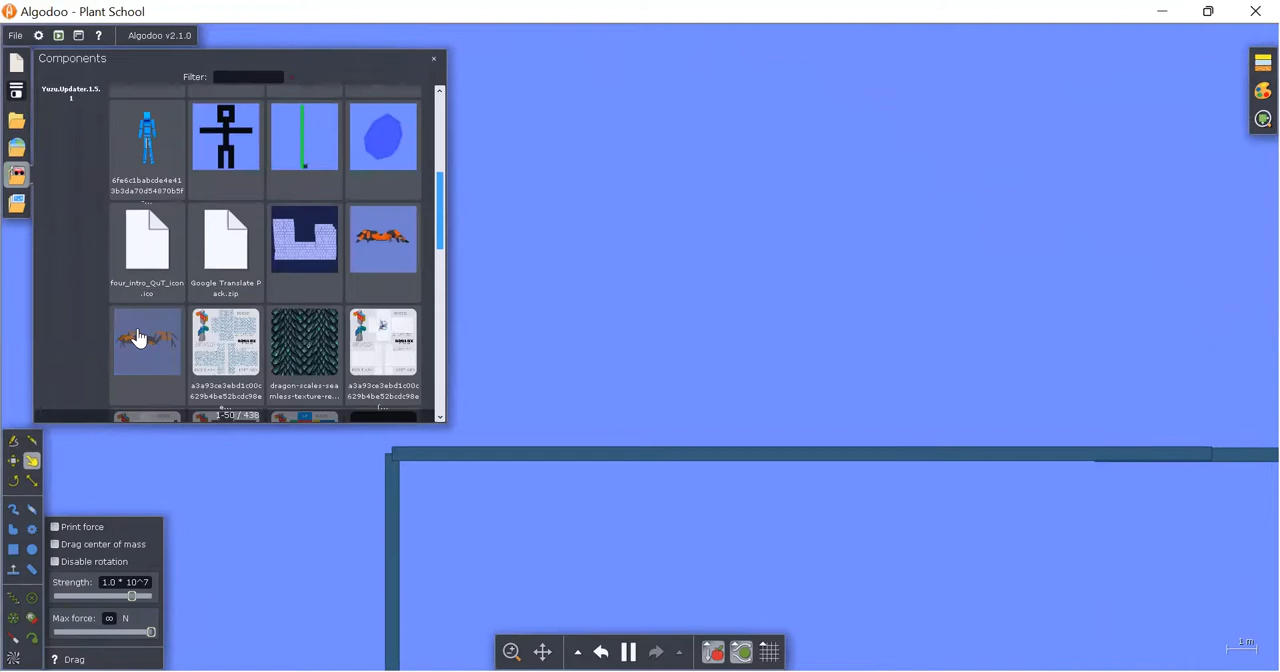 Algodoo - Plant School
File
?
Algodoo v2.1.0
Components
Filter:
Yuzu.Updater.1.5.
1
6fe6c1babcde4e41
3b3da70d54870b5f
-...
four_intro_QuT_icon
.ico
Google Translate P
ack.zip
a3a93ce3ebd1c00c
629b4be52cdc98e
e...
dragon-scales-sea
mless-texture-re...
a3a93ce3ebd1c00c
629b4be52cdc98e
(...
1-50 / 438
Print force
Drag center of mass
Disable rotation
Strength: 1.0 * 10^7
Max force: ∞ N
? Drag
1 m